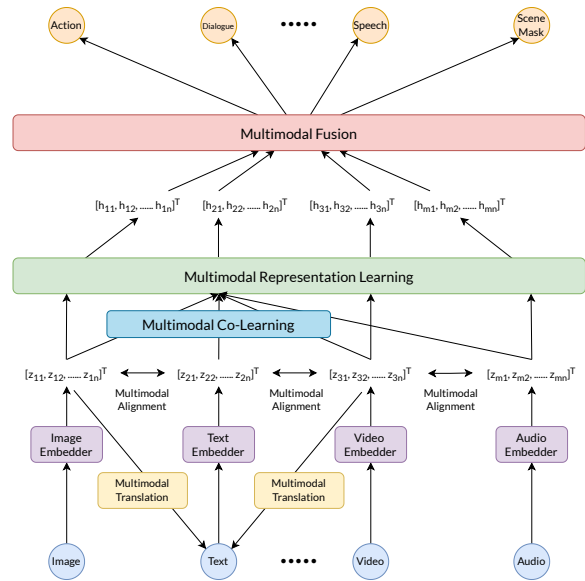 Action
Dialogue
•••••
Speech
Scene
Mask
Multimodal Fusion
[h11, h12, ...... h1n]T
[h21, h22, ...... h2n]T
[h31, h32, ...... h3n]T
[hm1, hm2, ...... hmn]T
Multimodal Representation Learning
Multimodal Co-Learning
[z11, z12, ...... z1n]T
[z21, z22, ...... z2n]T
[z31, z32, ...... z3n]T
[zm1, zm2, ...... zmn]T
Multimodal
Alignment
Multimodal
Alignment
Multimodal
Alignment
Image
Embedder
Text
Embedder
Video
Embedder
Audio
Embedder
Multimodal
Translation
Multimodal
Translation
Image
Text
•••••
Video
Audio